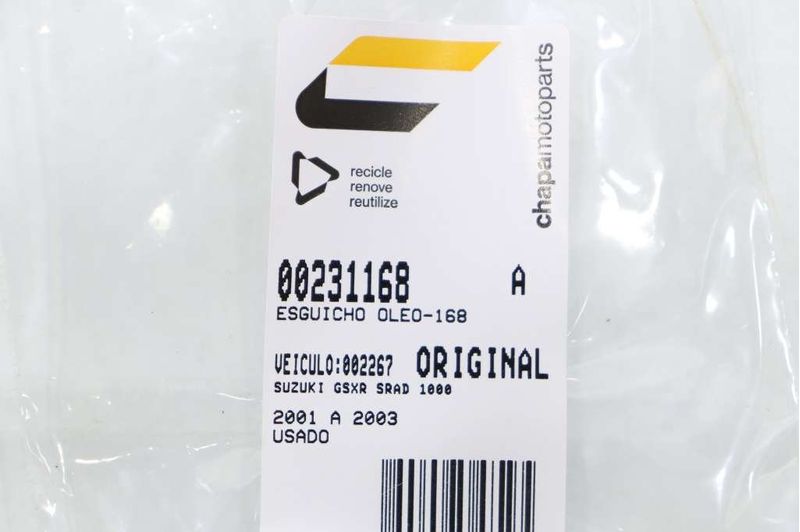 chapamotoparts
recicle
renove
reutilize
00231168 A
ESGUICHO OLEO-168
VEICULO:002267 ORIGINAL
SUZUKI GSXR SRAD 1000
2001 A 2003
USADO